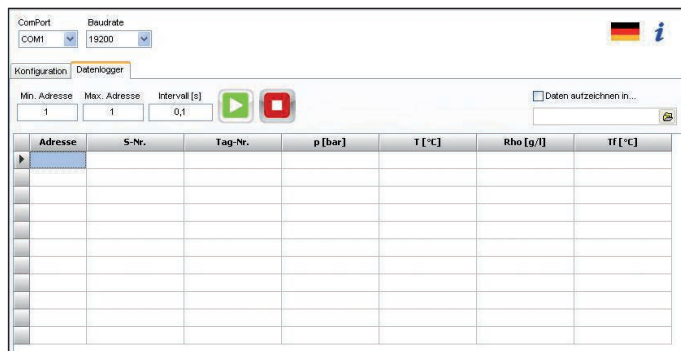 ComPort Baudrate
COM1 19200
i
Konfiguration Datenlogger
Min. Adresse Max. Adresse Intervall [s]
1 1 0,1
Daten aufzeichnen in...
Adresse S-Nr. Tag-Nr. p [bar] T [°C] Rho [g/l] Tf [°C]